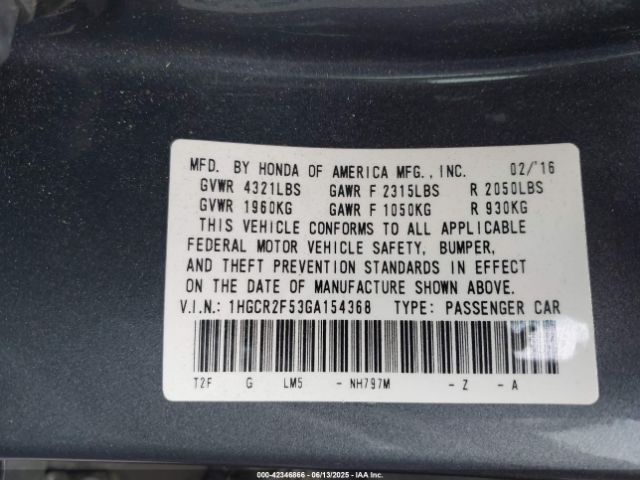 MFD. BY HONDA OF AMERICA MFG., INC. 02/'16
GVWR 4321LBS GAWR F 2315LBS R 2050LBS
GVWR 1960KG GAWR F 1050KG R 930KG
THIS VEHICLE CONFORMS TO ALL APPLICABLE
FEDERAL MOTOR VEHICLE SAFETY, BUMPER,
AND THEFT PREVENTION STANDARDS IN EFFECT
ON THE DATE OF MANUFACTURE SHOWN ABOVE.
V.I.N.: 1HGCR2F53GA154368 TYPE: PASSENGER CAR
T2F G LM5 - NH797M - Z - A
000-42346866 - 06/13/2025 - IAAC Inc.